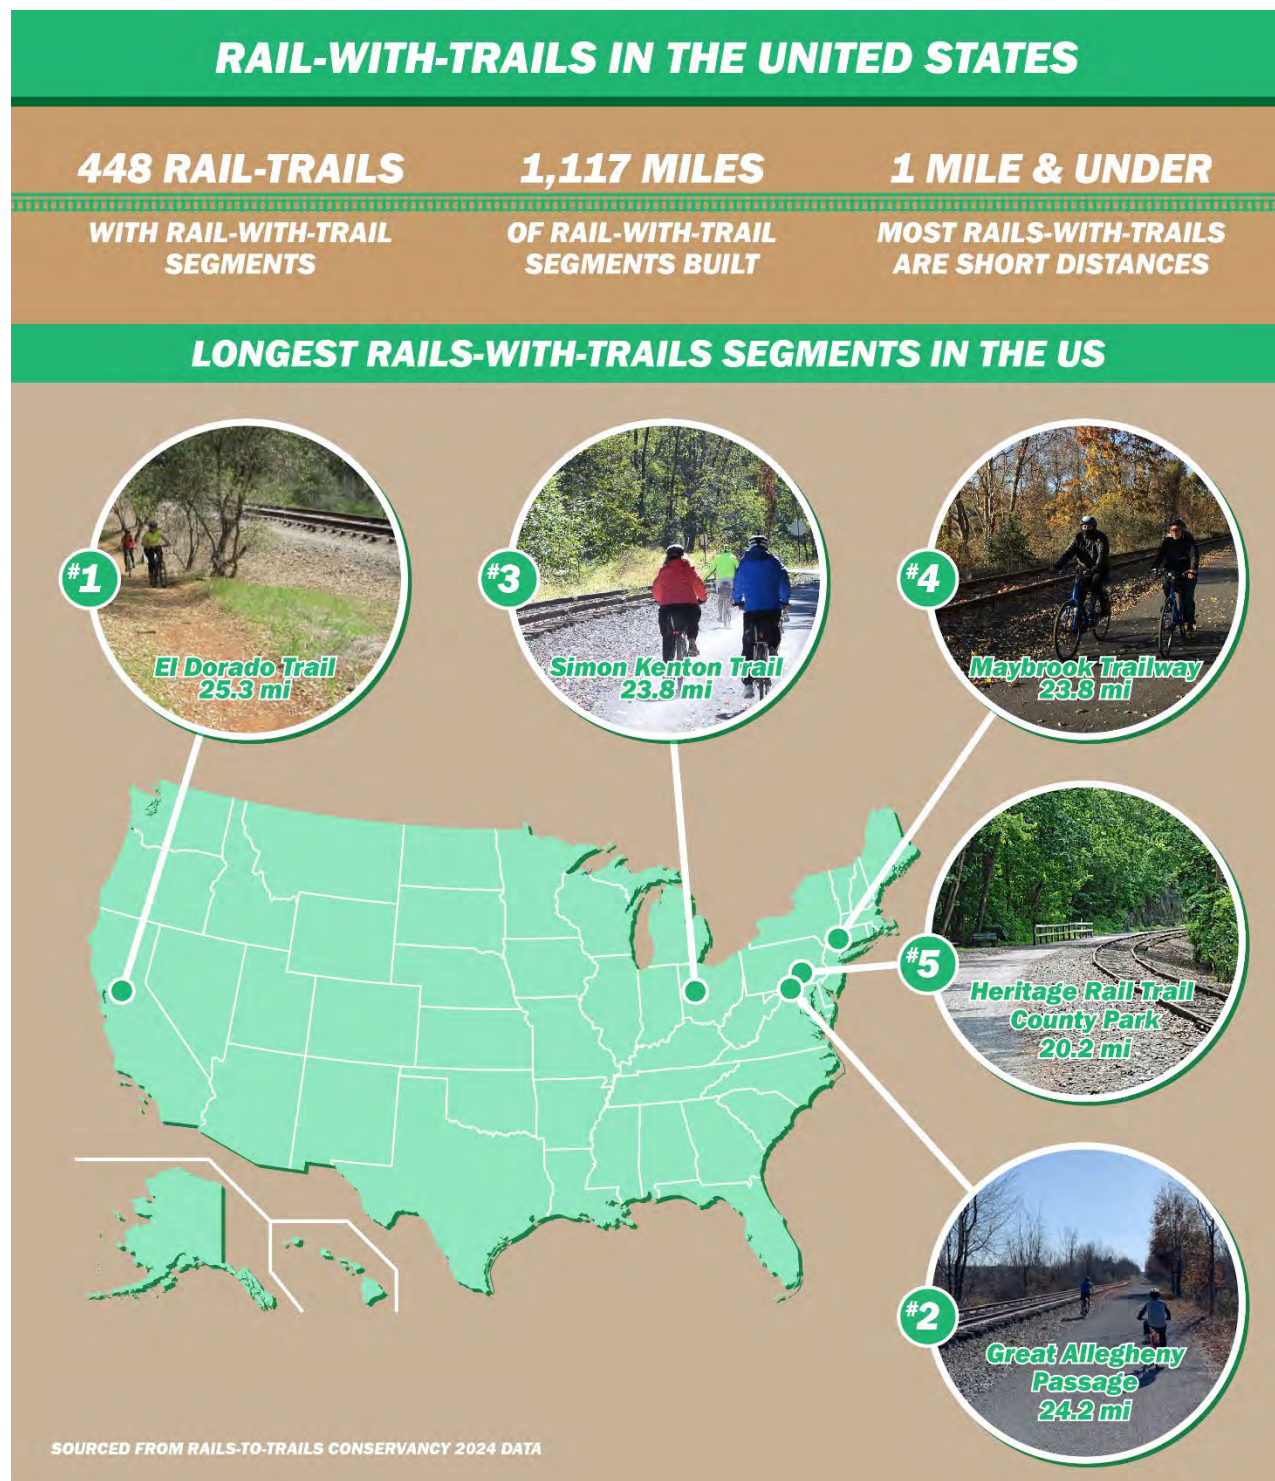 RAIL-WITH-TRAILS IN THE UNITED STATES
448 RAIL-TRAILS
WITH RAIL-WITH-TRAIL
SEGMENTS
1,117 MILES
OF RAIL-WITH-TRAIL
SEGMENTS BUILT
1 MILE & UNDER
MOST RAILS-WITH-TRAILS
ARE SHORT DISTANCES
LONGEST RAILS-WITH-TRAILS SEGMENTS IN THE US
#1
El Dorado Trail
25.3 mi
#3
Simon Kenton Trail
23.8 mi
#4
Maybrook Trailway
23.8 mi
#5
Heritage Rail Trail
County Park
20.2 mi
#2
Great Allegheny
Passage
24.2 mi
SOURCED FROM RAILS-TO-TRAILS CONSERVANCY 2024 DATA